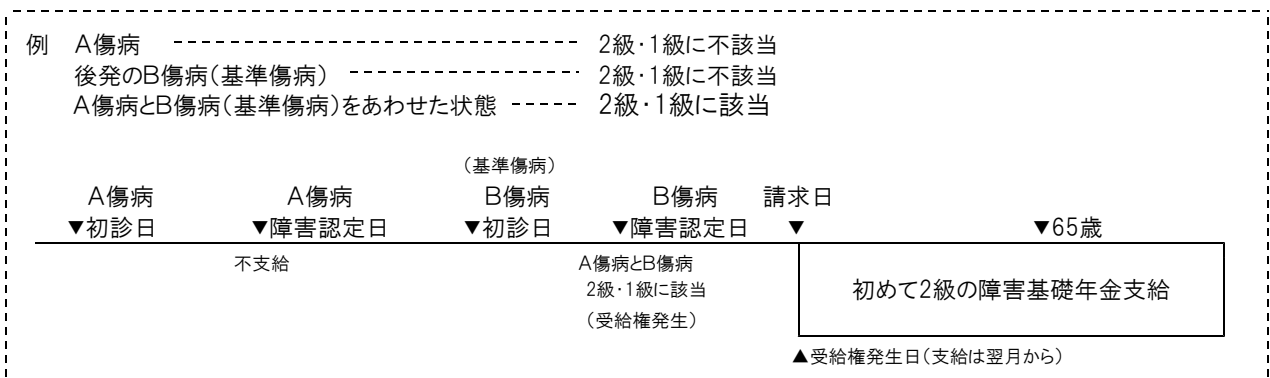 例 A傷病 2級・1級に不該当
後発のB傷病(基準傷病) 2級・1級に不該当
A傷病とB傷病(基準傷病)をあわせた状態 2級・1級に該当
(基準傷病)
A傷病 A傷病 B傷病 B傷病 請求日
▼初診日 ▼障害認定日 ▼初診日 ▼障害認定日 ▼ ▼65歳
不支給 A傷病とB傷病
2級・1級に該当 初めて2級の障害基礎年金支給
(受給権発生)
▲受給権発生日(支給は翌月から)